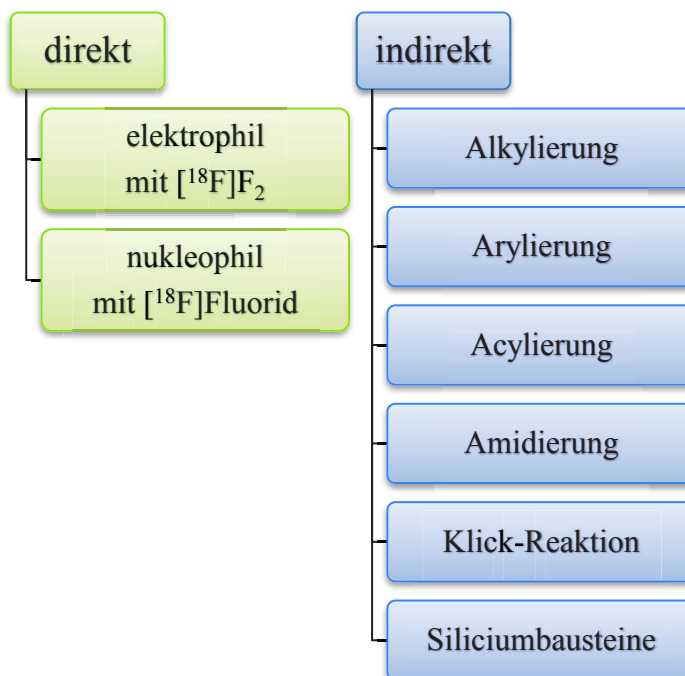 direkt
elektrophil
mit [¹⁸F]F₂
nukleophil
mit [¹⁸F]Fluorid
indirekt
Alkylierung
Arylierung
Acylierung
Amidierung
Klick-Reaktion
Siliciumbausteine